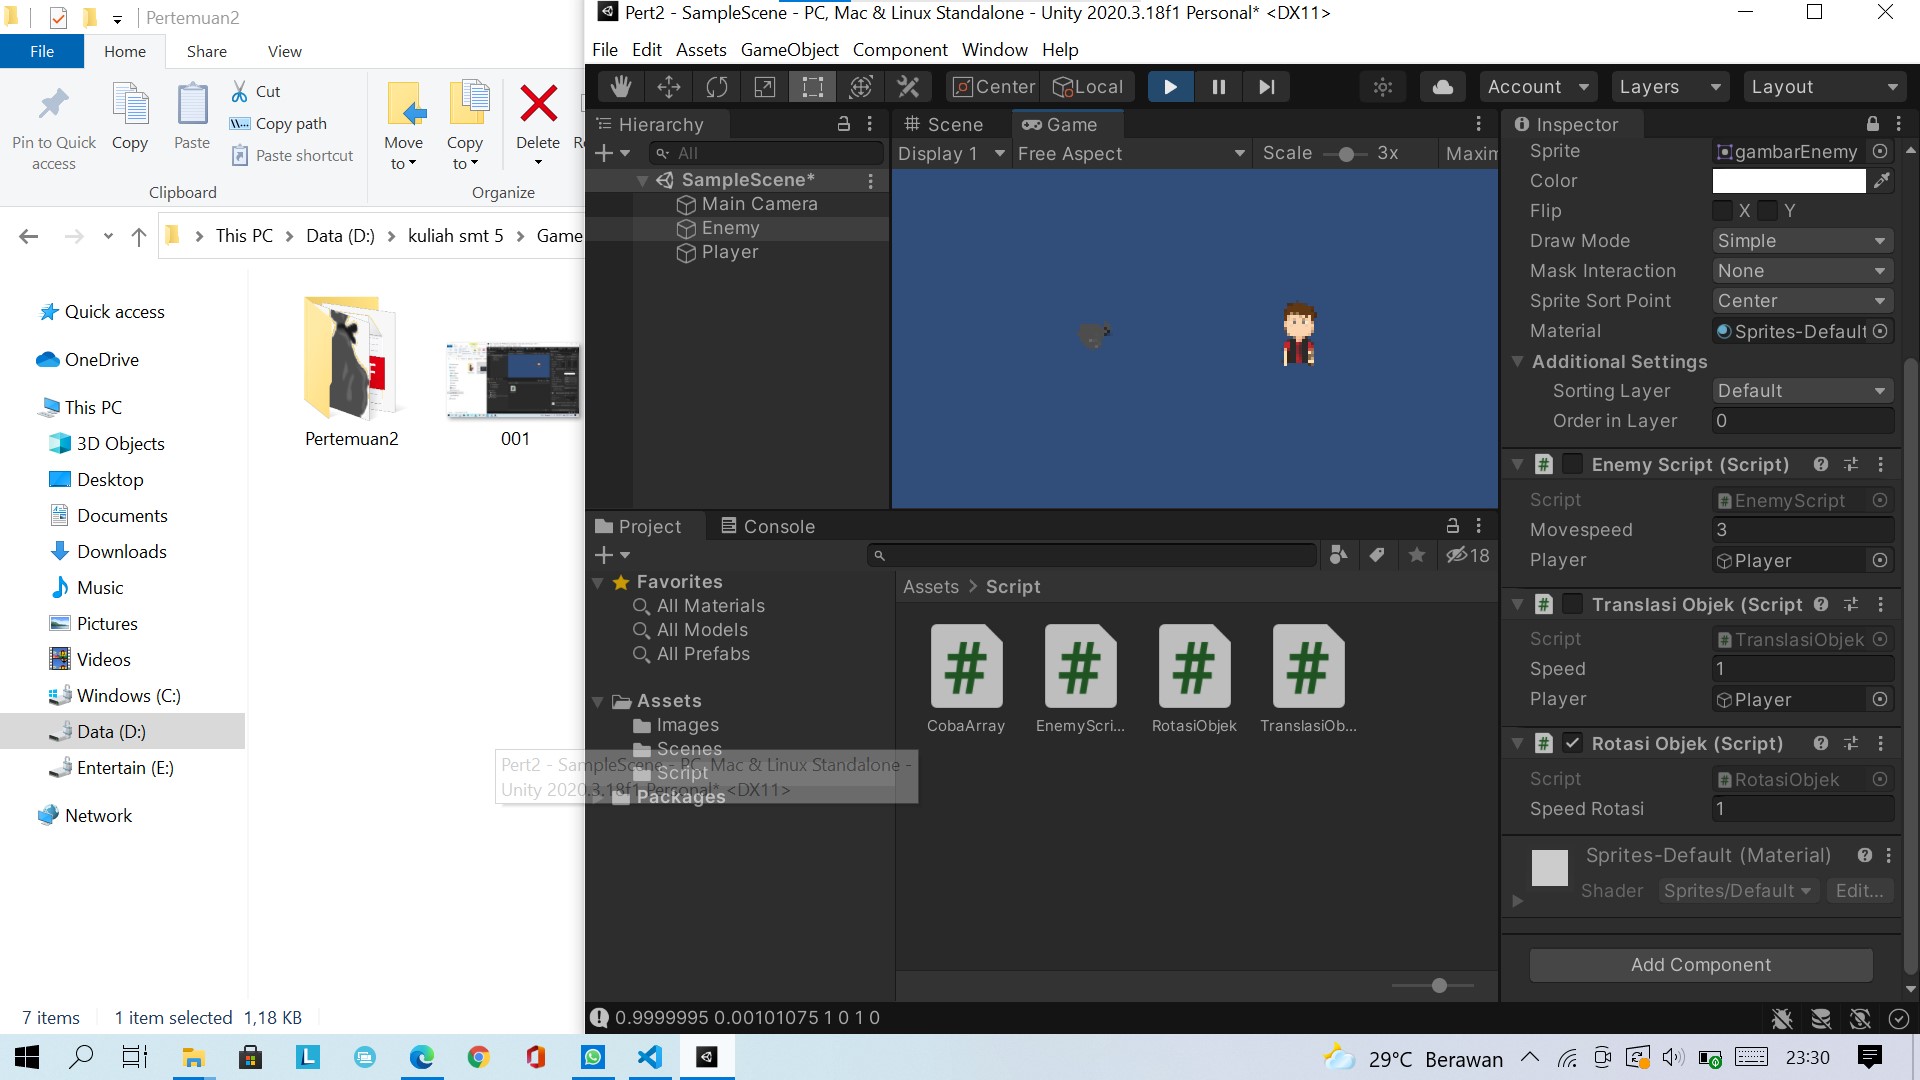 Pertemuan2
File Home Share View
Pin to Quick access
Copy
Paste
Cut
Copy path
Paste shortcut
Clipboard
Move to
Copy to
Delete
Organize
This PC > Data (D:) > kuliah smt 5 > Game
Quick access
OneDrive
This PC
3D Objects
Desktop
Documents
Downloads
Music
Pictures
Videos
Windows (C:)
Data (D:)
Entertain (E:)
Network
Pertemuan2
001
7 items 1 item selected 1,18 KB
Pert2 - SampleScene - PC, Mac & Linux Standalone - Unity 2020.3.18f1 Personal* <DX11>
File Edit Assets GameObject Component Window Help
Center Local
Account Layers Layout
Hierarchy
All
SampleScene*
Main Camera
Enemy
Player
Scene Game
Display 1 Free Aspect Scale 3x Maxim
Project Console
18
Favorites
All Materials
All Models
All Prefabs
Assets
Images
Scenes
Script
Packages
Pert2 - SampleScene - PC, Mac & Linux Standalone -
Unity 2020.3.18f1 Personal* <DX11>
Assets > Script
CobaArray
EnemyScri...
RotasiObjek
TranslasiOb...
Inspector
Sprite gambarEnemy
Color
Flip X Y
Draw Mode Simple
Mask Interaction None
Sprite Sort Point Center
Material Sprites-Default
Additional Settings
Sorting Layer Default
Order in Layer 0
Enemy Script (Script)
Script EnemyScript
Movespeed 3
Player Player
Translasi Objek (Script
Script TranslasiObjek
Speed 1
Player Player
Rotasi Objek (Script)
Script RotasiObjek
Speed Rotasi 1
Sprites-Default (Material)
Shader Sprites/Default Edit...
Add Component
0.9999995 0.00101075 1 0 1 0
29°C Berawan 23:30